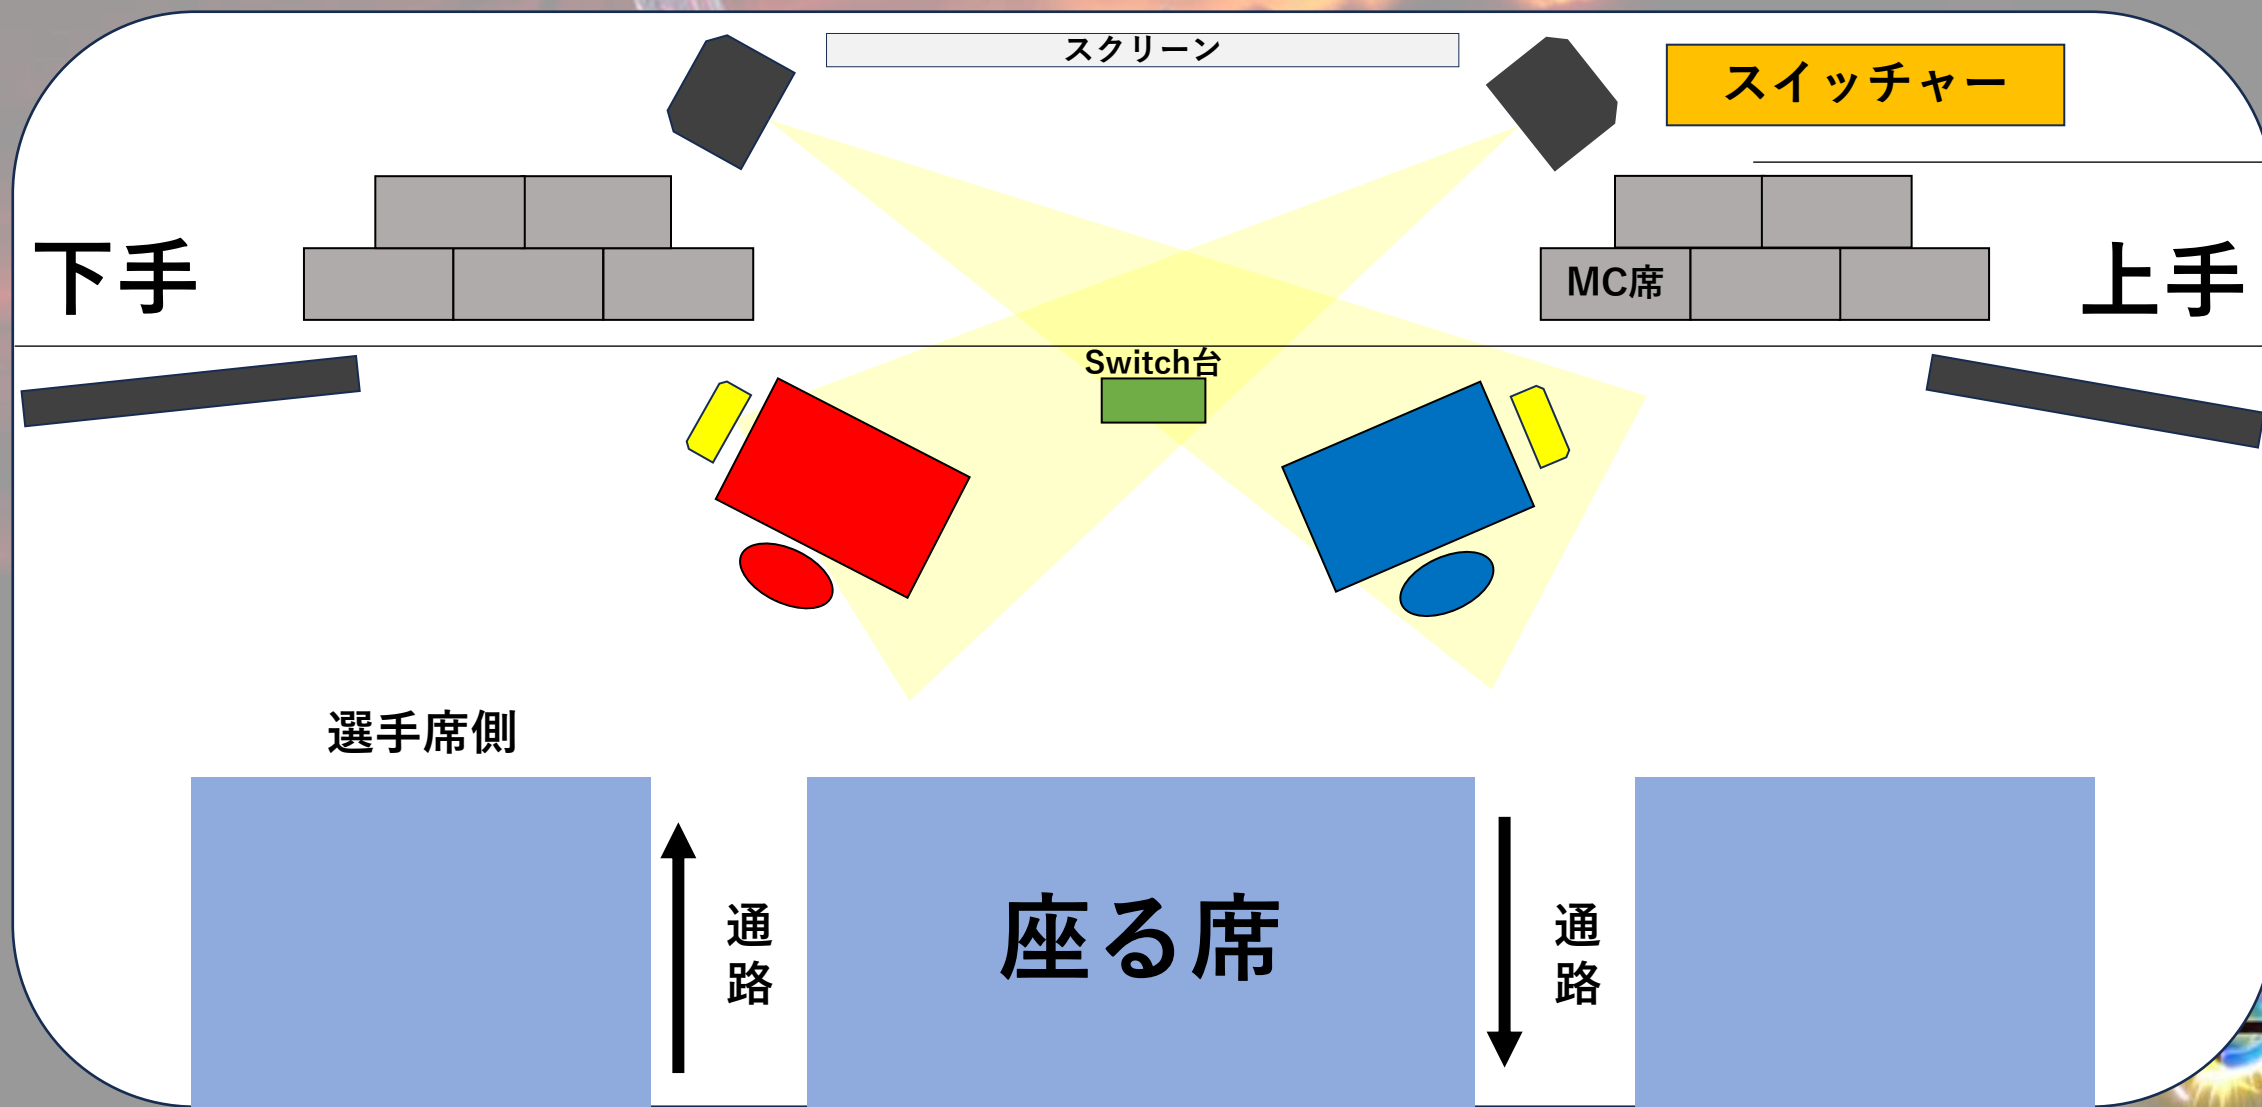 スクリーン
スイッチャー
下手
MC席
上手
Switch台
選手席側
通路
座る席
通路